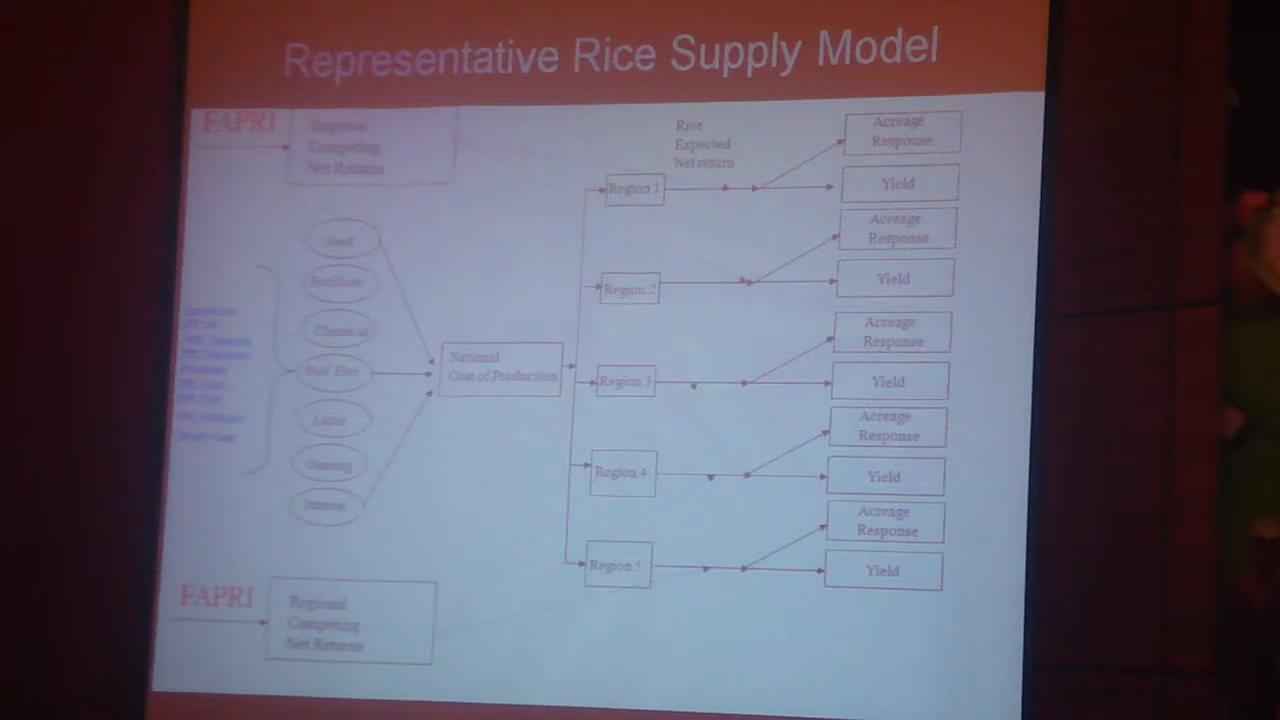 Representative Rice Supply Model
FAPRI
Regional
Competing
Net Returns
Rice
Expected
Net return
Acreage
Response
Region 1
Yield
Acreage
Response
Region 2
Yield
Seed
Fertilizer
Chemical
Fuel Elec
Labor
Interest
National
Cost of Production
Acreage
Response
Region 3
Yield
Acreage
Response
Region 4
Yield
Acreage
Response
Region 5
Yield
FAPRI
Regional
Competing
Net Returns